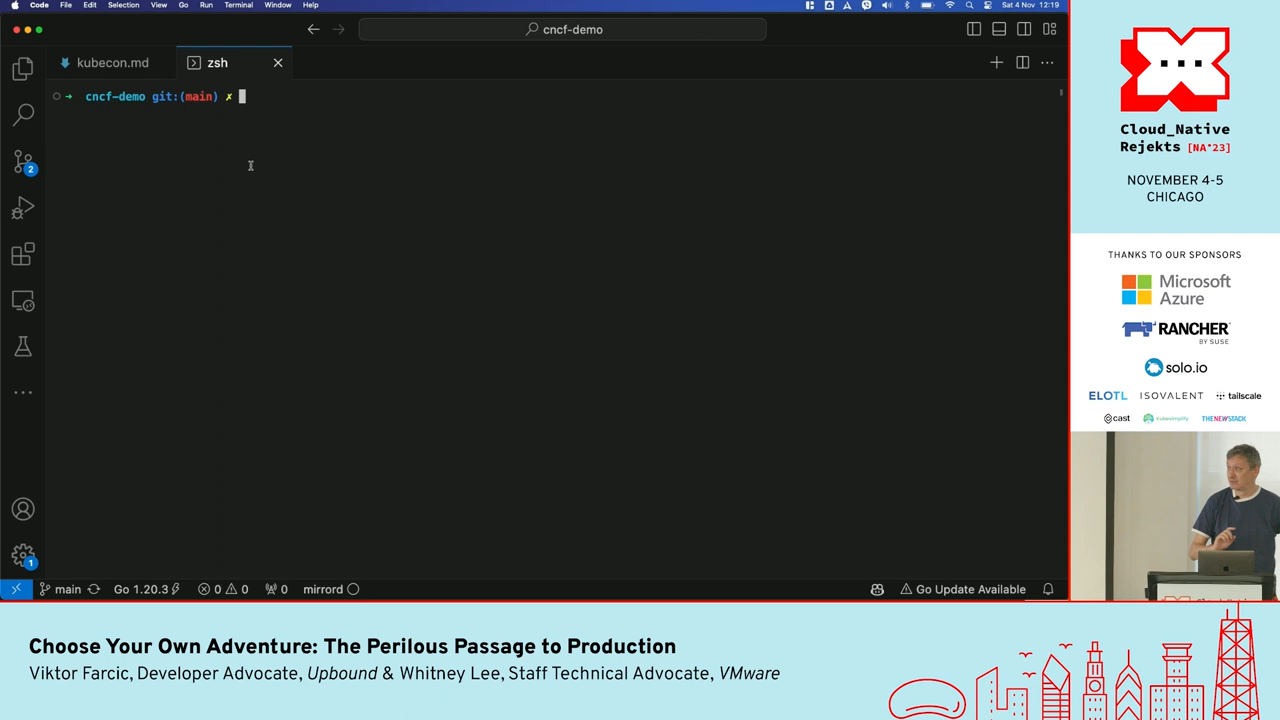 Code File Edit Selection View Go Run Terminal Window Help
Sat 4 Nov 12:19
cncf-demo
kubecon.md
zsh
cncf-demo git:(main) ✗
2
1
main
Go 1.20.3
0
0
0
mirrord
Go Update Available
Cloud_Native
Rejekts [NA'23]
NOVEMBER 4-5
CHICAGO
THANKS TO OUR SPONSORS
Microsoft
Azure
RANCHER
BY SUSE
solo.io
ELOTL
ISOVALENT
tailscale
cast
Kubesimplify
THENEWSTACK
Choose Your Own Adventure: The Perilous Passage to Production
Viktor Farcic, Developer Advocate, Upbound & Whitney Lee, Staff Technical Advocate, VMware